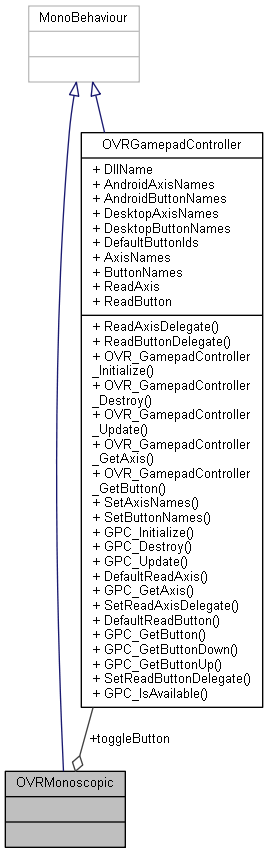 MonoBehaviour
OVRGamepadController
+ DllName
+ AndroidAxisNames
+ AndroidButtonNames
+ DesktopAxisNames
+ DesktopButtonNames
+ DefaultButtonIds
+ AxisNames
+ ButtonNames
+ ReadAxis
+ ReadButton
+ ReadAxisDelegate()
+ ReadButtonDelegate()
+ OVR_GamepadController
_Initialize()
+ OVR_GamepadController
_Destroy()
+ OVR_GamepadController
_Update()
+ OVR_GamepadController
_GetAxis()
+ OVR_GamepadController
_GetButton()
+ SetAxisNames()
+ SetButtonNames()
+ GPC_Initialize()
+ GPC_Destroy()
+ GPC_Update()
+ DefaultReadAxis()
+ GPC_GetAxis()
+ SetReadAxisDelegate()
+ DefaultReadButton()
+ GPC_GetButton()
+ GPC_GetButtonDown()
+ GPC_GetButtonUp()
+ SetReadButtonDelegate()
+ GPC_IsAvailable()
+toggleButton
OVRMonoscopic